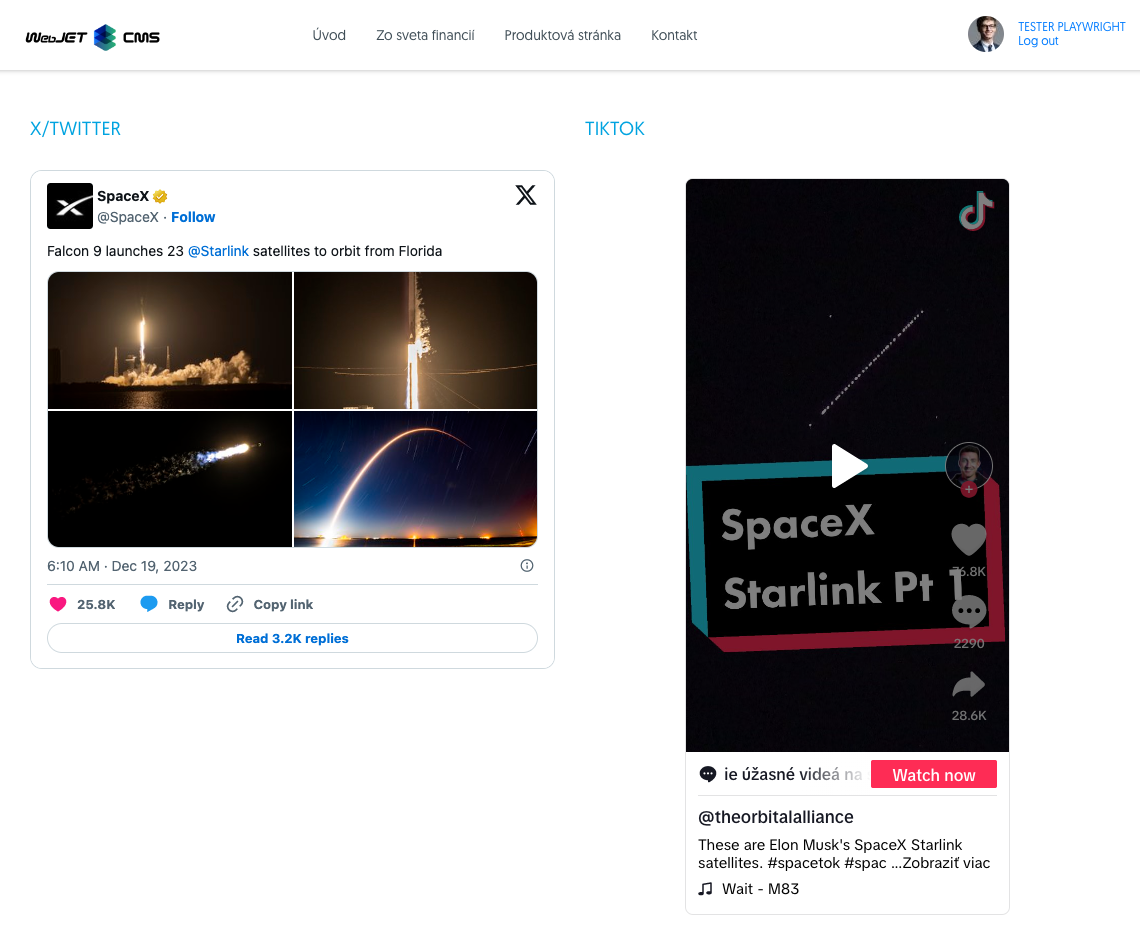 WebJET CMS
Úvod
Zo sveta financií
Produktová stránka
Kontakt
TESTER PLAYWRIGHT
Log out
X/TWITTER
SpaceX
@SpaceX · Follow
Falcon 9 launches 23 @Starlink satellites to orbit from Florida
6:10 AM · Dec 19, 2023
25.8K
Reply
Copy link
Read 3.2K replies
TIKTOK
SpaceX
Starlink Pt 1
76.8K
2290
28.6K
ie úžasné videá na
Watch now
@theorbitalalliance
These are Elon Musk's SpaceX Starlink
satellites. #spacetok #spac ...Zobraziť viac
Wait - M83